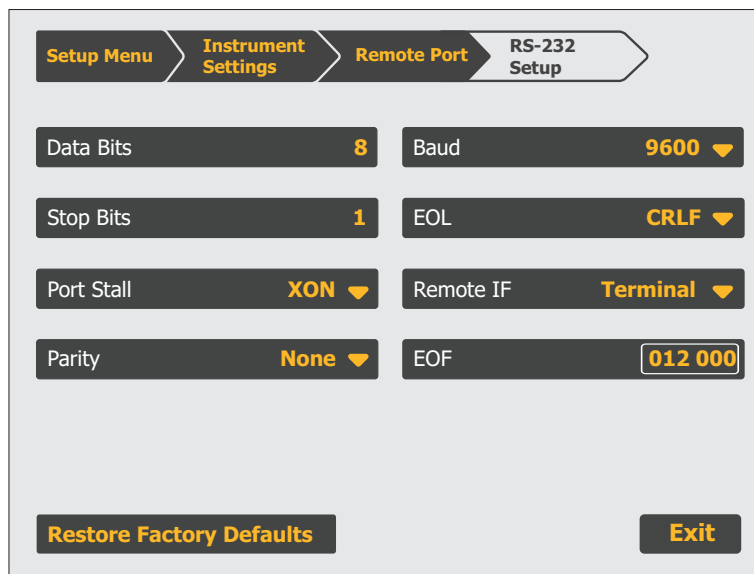 Setup Menu
Instrument
Settings
Remote Port
RS-232
Setup
Data Bits 8
Baud 9600
Stop Bits 1
EOL CRLF
Port Stall XON
Remote IF Terminal
Parity None
EOF 012 000
Restore Factory Defaults
Exit